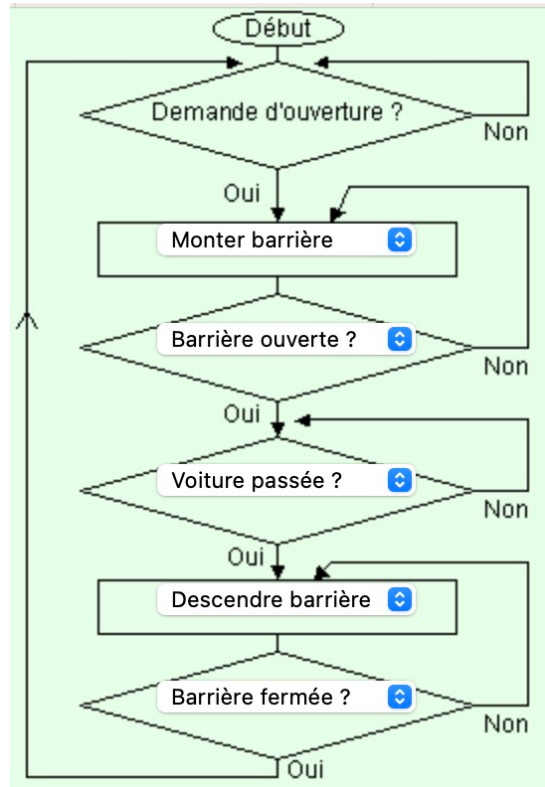 Début
Demande d'ouverture ?
Non
Oui
Monter barrière
Barrière ouverte ?
Non
Oui
Voiture passée ?
Non
Oui
Descendre barrière
Barrière fermée ?
Non
Oui